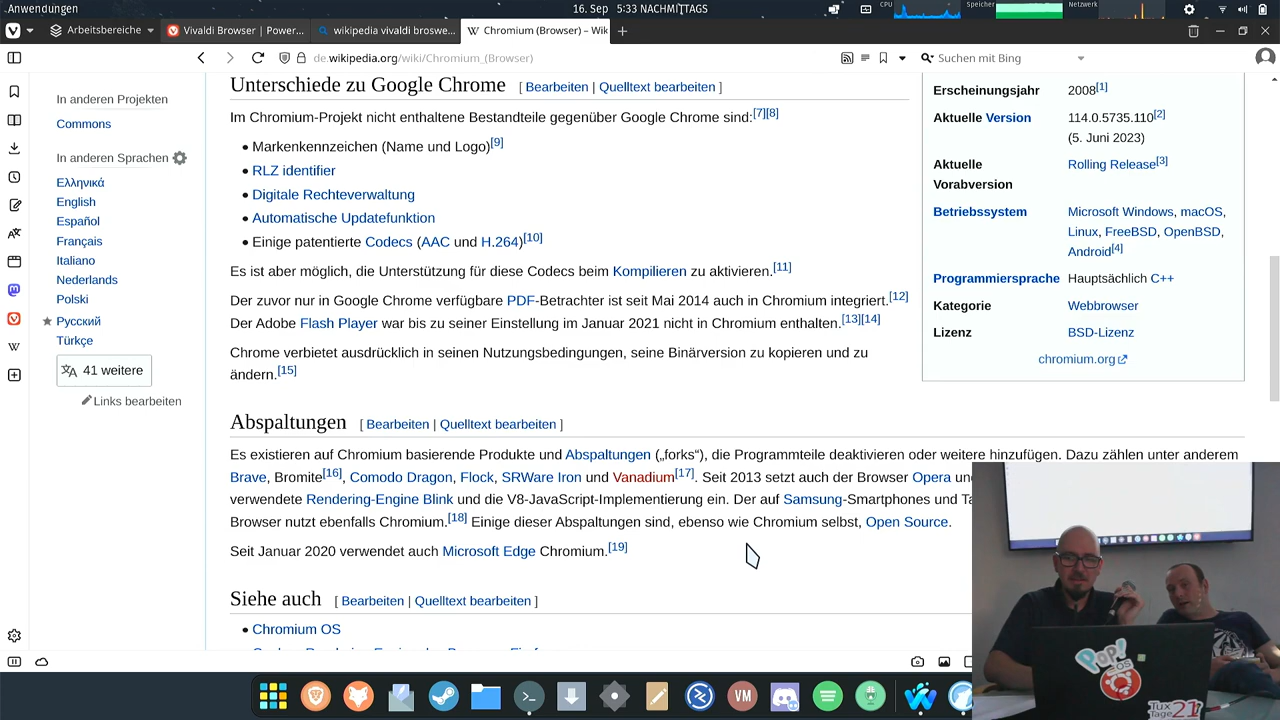 Anwendungen
16. Sep 5:33 NACHMITTAGS
CPU
Speicher
Netzwerk
Arbeitsbereiche
Vivaldi Browser | Power...
wikipedia vivaldi broswe...
Chromium (Browser) – Wik
de.wikipedia.org/wiki/Chromium_(Browser)
Suchen mit Bing
In anderen Projekten
Commons
In anderen Sprachen
Ελληνικά
English
Español
Français
Italiano
Nederlands
Polski
Русский
Türkçe
41 weitere
Links bearbeiten
Unterschiede zu Google Chrome [ Bearbeiten | Quelltext bearbeiten ]
Im Chromium-Projekt nicht enthaltene Bestandteile gegenüber Google Chrome sind:[7][8]
• Markenkennzeichen (Name und Logo)[9]
• RLZ identifier
• Digitale Rechteverwaltung
• Automatische Updatefunktion
• Einige patentierte Codecs (AAC und H.264)[10]
Es ist aber möglich, die Unterstützung für diese Codecs beim Kompilieren zu aktivieren.[11]
Der zuvor nur in Google Chrome verfügbare PDF-Betrachter ist seit Mai 2014 auch in Chromium integriert.[12]
Der Adobe Flash Player war bis zu seiner Einstellung im Januar 2021 nicht in Chromium enthalten.[13][14]
Chrome verbietet ausdrücklich in seinen Nutzungsbedingungen, seine Binärversion zu kopieren und zu
ändern.[15]
Erscheinungsjahr 2008[1]
Aktuelle Version 114.0.5735.110[2]
(5. Juni 2023)
Aktuelle Rolling Release[3]
Vorabversion
Betriebssystem Microsoft Windows, macOS,
Linux, FreeBSD, OpenBSD,
Android[4]
Programmiersprache Hauptsächlich C++
Kategorie Webbrowser
Lizenz BSD-Lizenz
chromium.org
Abspaltungen [ Bearbeiten | Quelltext bearbeiten ]
Es existieren auf Chromium basierende Produkte und Abspaltungen („forks“), die Programmteile deaktivieren oder weitere hinzufügen. Dazu zählen unter anderem
Brave, Bromite[16], Comodo Dragon, Flock, SRWare Iron und Vanadium[17]. Seit 2013 setzt auch der Browser Opera un
verwendete Rendering-Engine Blink und die V8-JavaScript-Implementierung ein. Der auf Samsung-Smartphones und Ta
Browser nutzt ebenfalls Chromium.[18] Einige dieser Abspaltungen sind, ebenso wie Chromium selbst, Open Source.
Seit Januar 2020 verwendet auch Microsoft Edge Chromium.[19]
Siehe auch [ Bearbeiten | Quelltext bearbeiten ]
• Chromium OS
VM
Pop!
OS
Tux
Tage
21